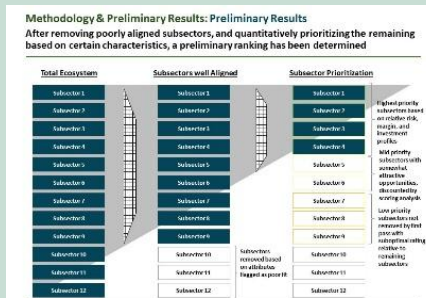 Methodology & Preliminary Results: Preliminary Results
After removing poorly aligned subsectors, and quantitatively prioritizing the remaining
based on certain characteristics, a preliminary ranking has been determined
Total Ecosystem
Subsector 1
Subsector 2
Subsector 3
Subsector 4
Subsector 5
Subsector 6
Subsector 7
Subsector 8
Subsector 9
Subsector 10
Subsector 11
Subsector 12
Subsectors well Aligned
Subsector 1
Subsector 2
Subsector 3
Subsector 4
Subsector 5
Subsector 6
Subsector 7
Subsector 8
Subsector 9
Subsector 10
Subsector 11
Subsector 12
Subsectors
removed based on
attributes
flagged as poor fit
Subsector Prioritization
Subsector 1
Subsector 2
Subsector 3
Subsector 4
Subsector 5
Subsector 6
Subsector 7
Subsector 8
Subsector 9
Subsector 10
Subsector 11
Subsector 12
Highest priority
subsectors based
on relative risk,
margin, and
investment
profiles
Mid priority
subsectors with
somewhat
attractive
opportunities,
discounted by
scoring analysis
Low priority
subsectors not
removed by first
pass with
suboptimal rating
relative to
remaining
subsectors